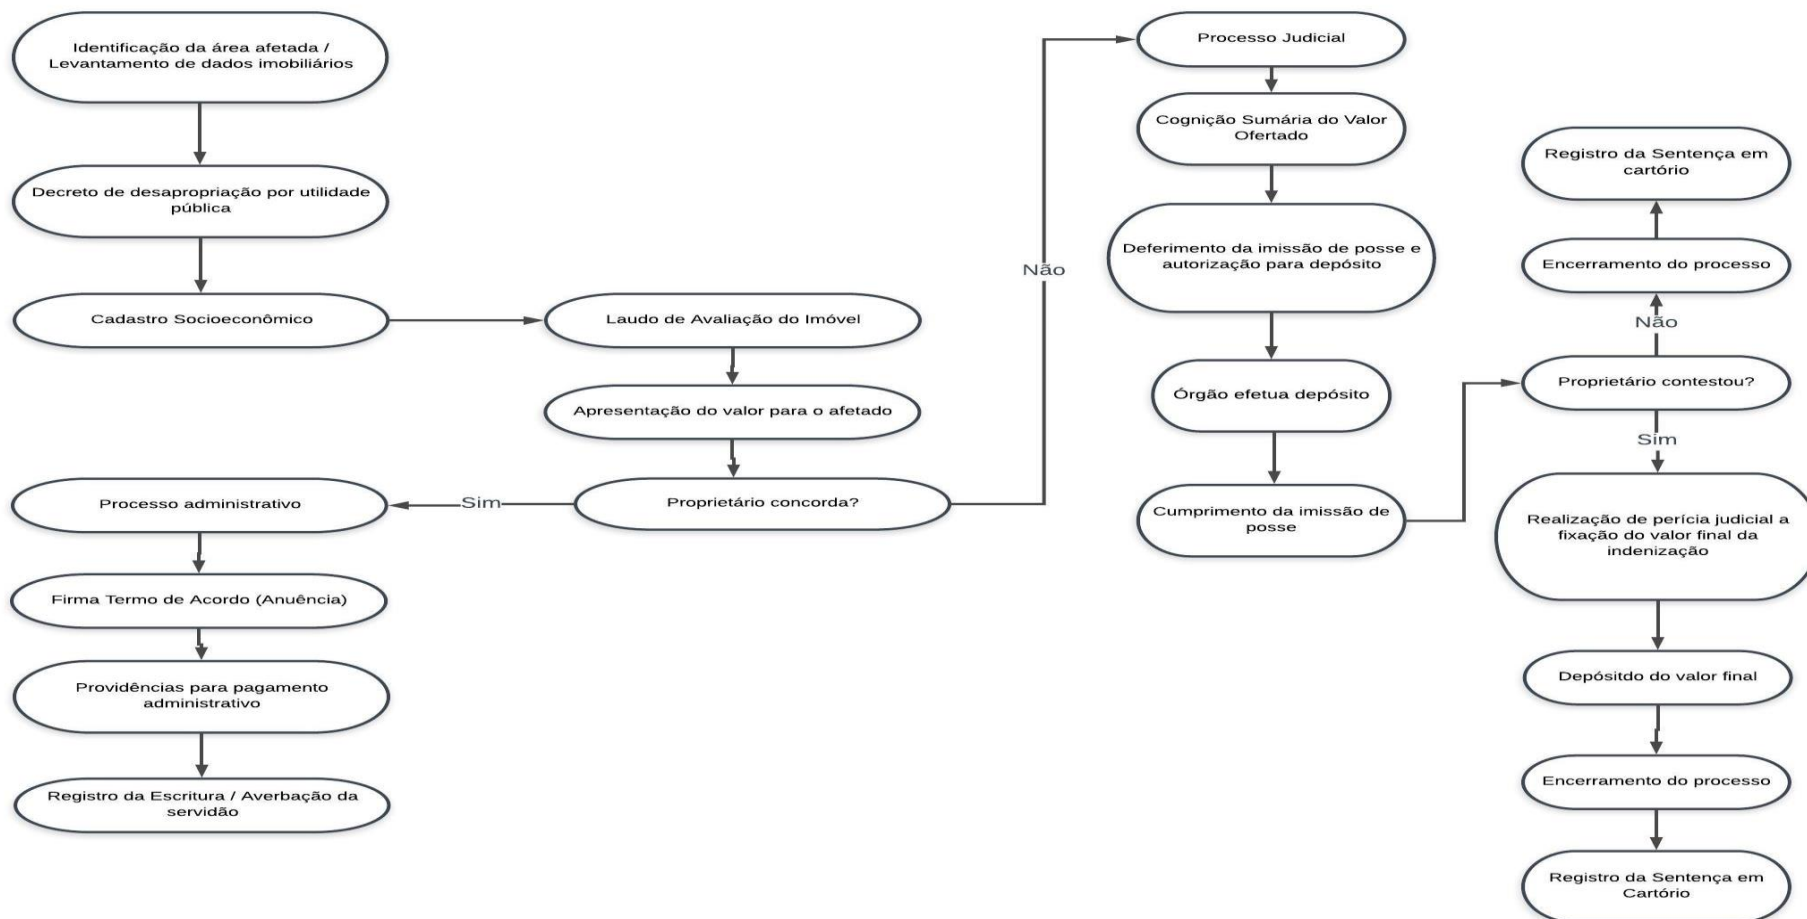 Identificação da área afetada /
Levantamento de dados imobiliários
Decreto de desapropriação por utilidade
pública
Cadastro Socioeconômico
Laudo de Avaliação do Imóvel
Apresentação do valor para o afetado
Proprietário concorda?
Sim
Processo administrativo
Firma Termo de Acordo (Anuência)
Providências para pagamento
administrativo
Registro da Escritura / Averbação da
servidão
Não
Processo Judicial
Cognição Sumária do Valor
Ofertado
Deferimento da imissão de posse e
autorização para depósito
Órgão efetua depósito
Cumprimento da imissão de
posse
Proprietário contestou?
Não
Encerramento do processo
Registro da Sentença em
cartório
Sim
Realização de perícia judicial a
fixação do valor final da
indenização
Depósitdo do valor final
Encerramento do processo
Registro da Sentença em
Cartório